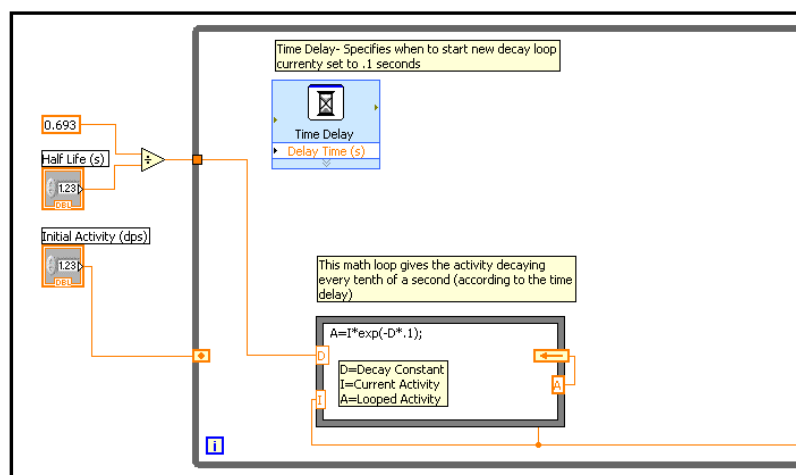 Time Delay- Specifies when to start new decay loop
currenty set to .1 seconds
Time Delay
Delay Time (s)
0.693
÷
Half Life (s)
1.23
DBL
Initial Activity (dps)
1.23
DBL
This math loop gives the activity decaying
every tenth of a second (according to the time
delay)
A=I*exp(-D*.1);
D
D=Decay Constant
I=Current Activity
A=Looped Activity
I
A
i